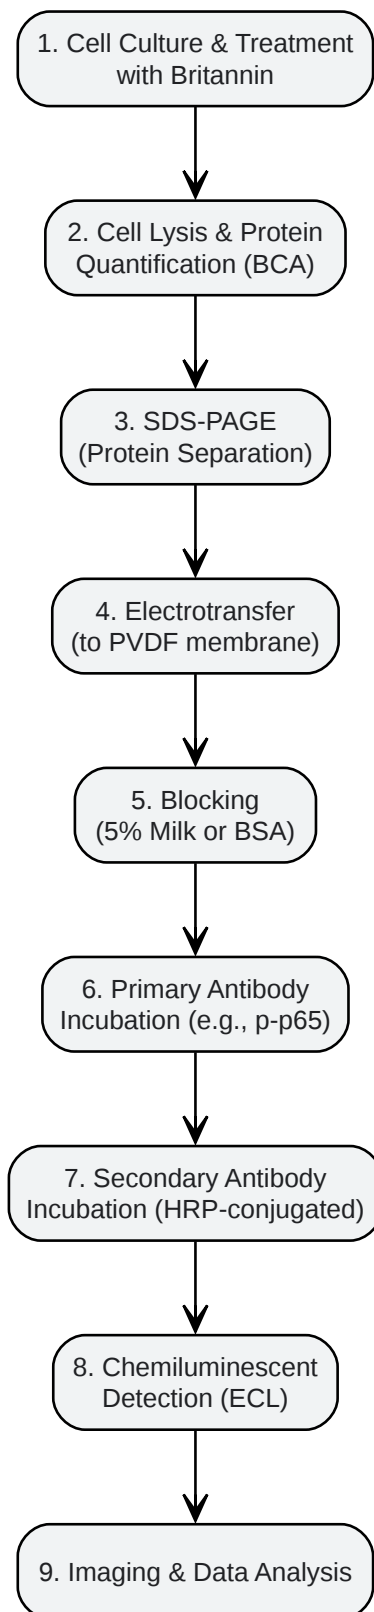 1. Cell Culture & Treatment
with Britannin
2. Cell Lysis & Protein
Quantification (BCA)
3. SDS-PAGE
(Protein Separation)
4. Electrotransfer
(to PVDF membrane)
5. Blocking
(5% Milk or BSA)
6. Primary Antibody
Incubation (e.g., p-p65)
7. Secondary Antibody
Incubation (HRP-conjugated)
8. Chemiluminescent
Detection (ECL)
9. Imaging & Data Analysis